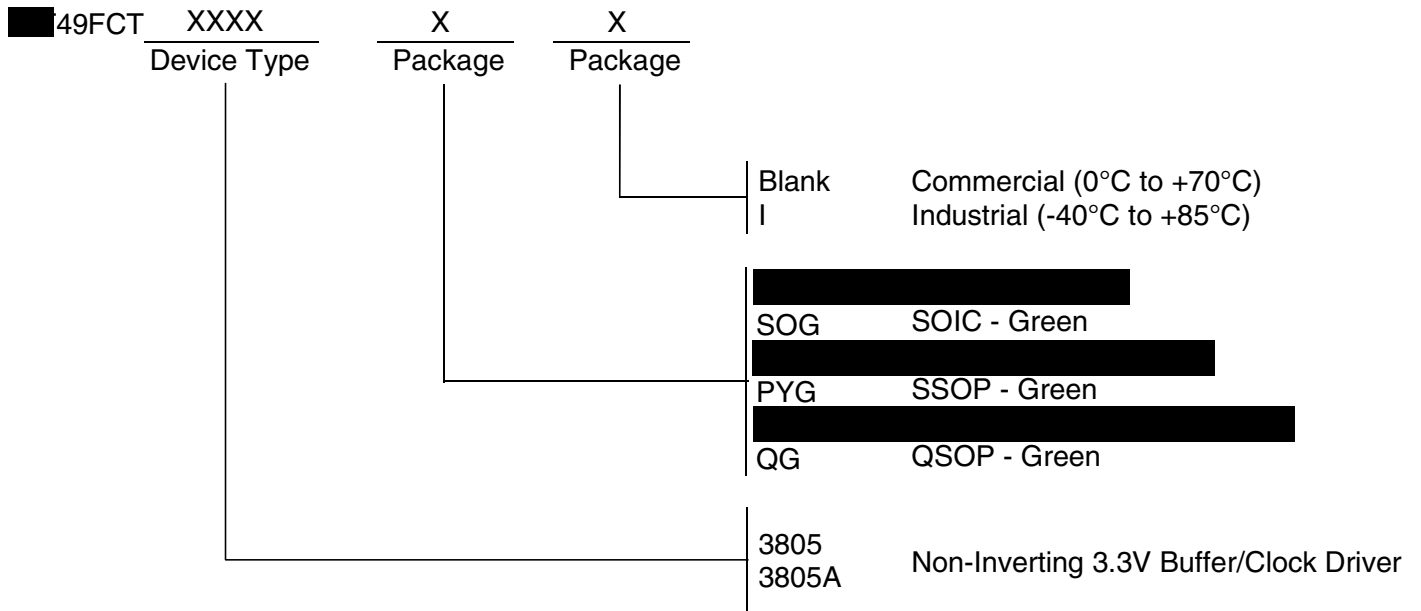 49FCT XXXX X X
Device Type Package Package
Blank Commercial (0°C to +70°C)
I Industrial (-40°C to +85°C)
SOG SOIC - Green
PYG SSOP - Green
QG QSOP - Green
3805
3805A
Non-Inverting 3.3V Buffer/Clock Driver